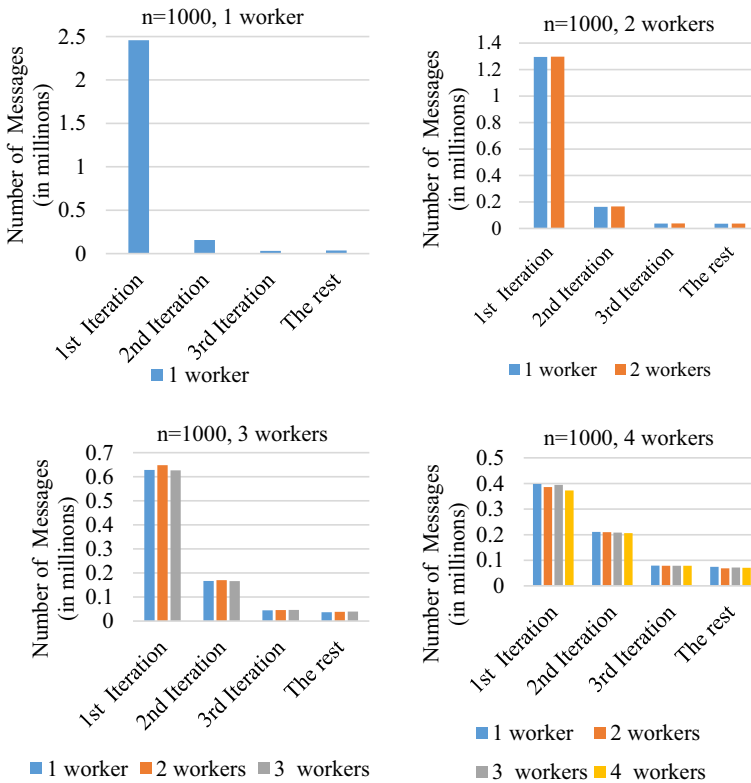 n=1000, 1 worker
Number of Messages
(in millinons)
2.5
2
1.5
1
0.5
0
1st Iteration
2nd Iteration
3rd Iteration
The rest
1 worker
n=1000, 2 workers
Number of Messages
(in millinons)
1.4
1.2
1
0.8
0.6
0.4
0.2
0
1st Iteration
2nd Iteration
3rd Iteration
The rest
1 worker 2 workers
n=1000, 3 workers
Number of Messages
(in millinons)
0.7
0.6
0.5
0.4
0.3
0.2
0.1
0
1st Iteration
2nd Iteration
3rd Iteration
The rest
1 worker 2 workers 3 workers
n=1000, 4 workers
Number of Messages
(in millinons)
0.5
0.4
0.3
0.2
0.1
0
1st Iteration
2nd Iteration
3rd Iteration
The rest
1 worker 2 workers
3 workers 4 workers